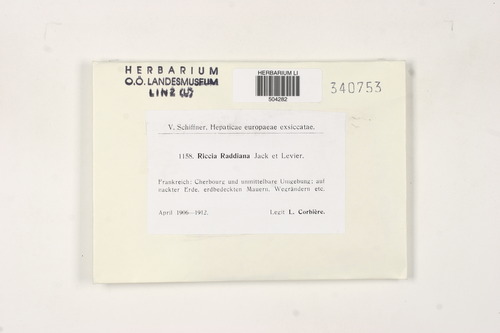 HERBARIUM
O.Ö. LANDESMUSEUM
LINZ (LI)
HERBARIUM LI
504282
340753
V. Schiffner. Hepaticae europaeae exsiccatae.
1158. Riccia Raddiana Jack et Levier.
Frankreich: Cherbourg und unmittelbare Umgebung; auf
nackter Erde, erdbedeckten Mauern, Wegrändern etc.
April 1906—1912.
Legit L. Corbière.